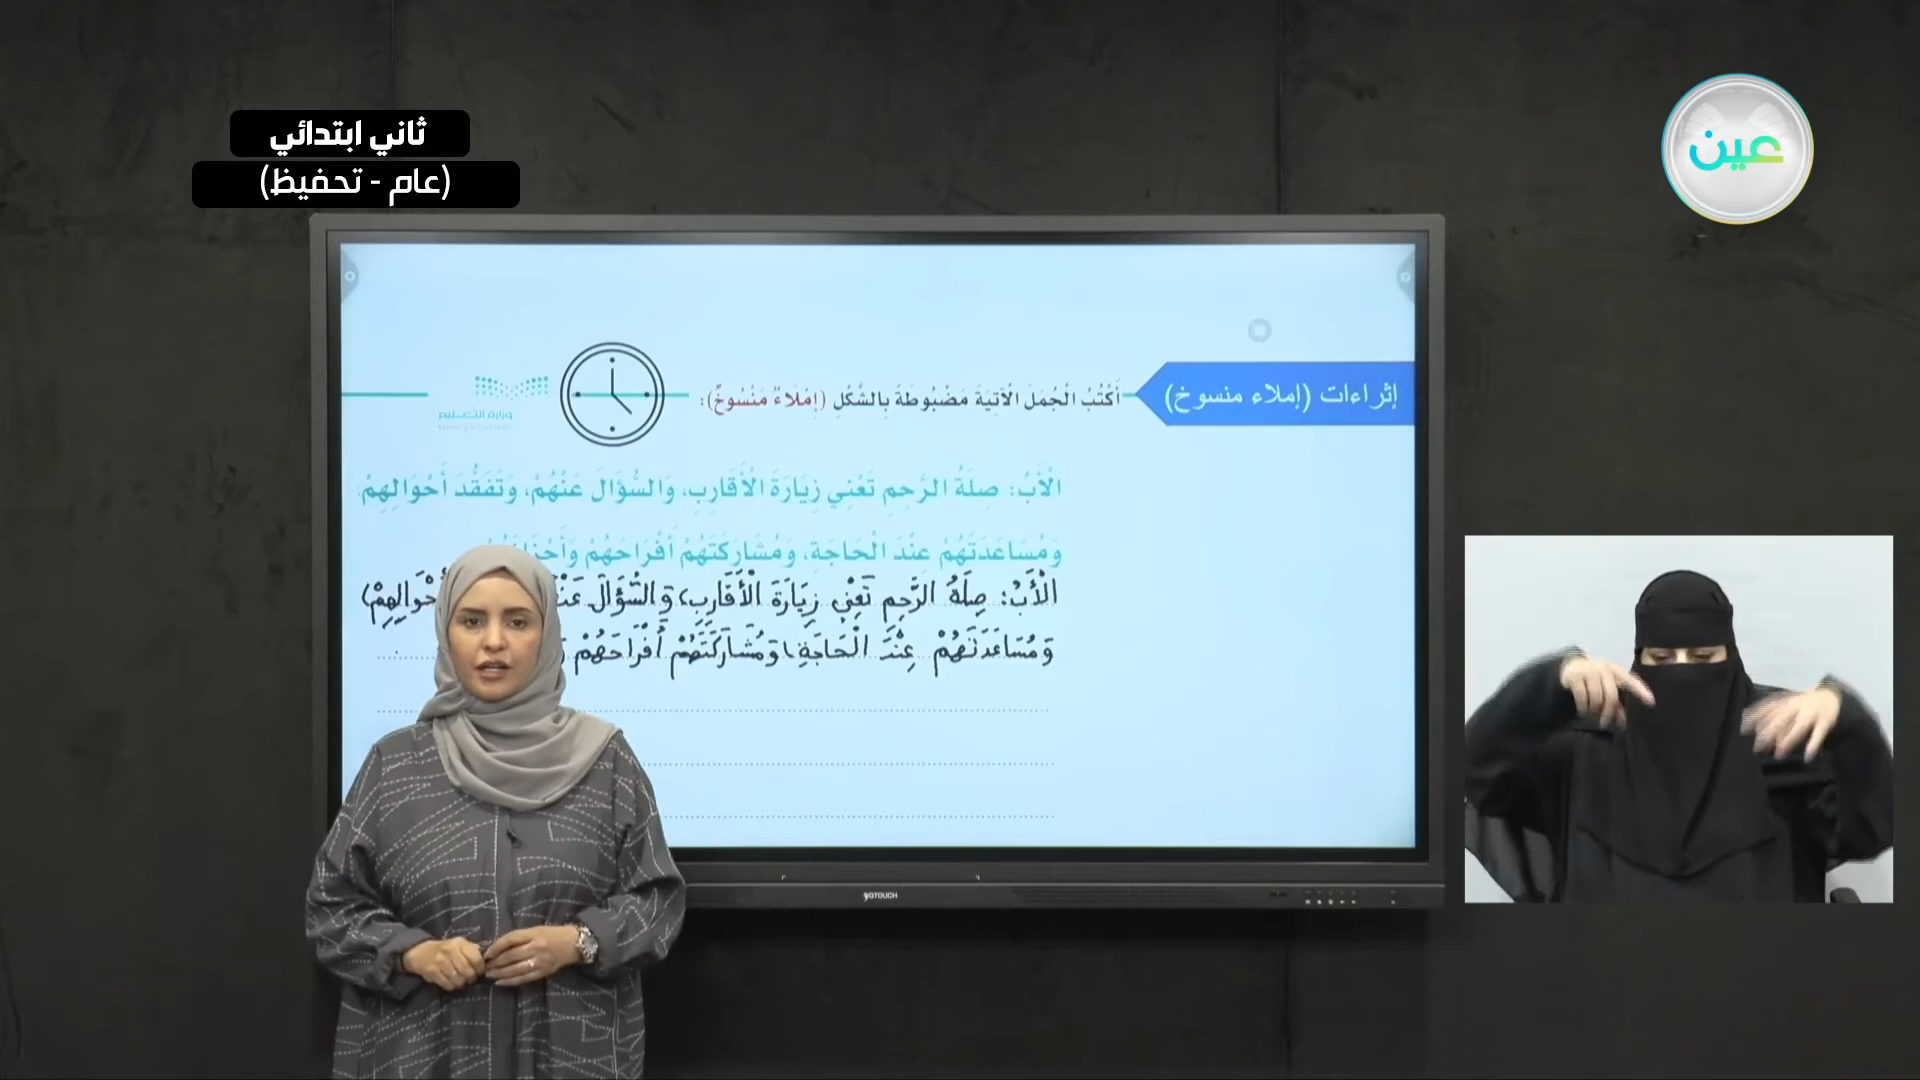 ثاني ابتدائي
(عام - تحفيظ)
عين
إثراءات (إملاء منسوخ)
أَكْتُبُ الْجُمَلَ الْآتِيَةَ مَضْبُوطَةً بِالشَّكْلِ (إِمْلَاءٌ مَنْسُوخٌ):
وزارة التعليم
الْأَبُ: صِلَةُ الرَّحِمِ تَعْنِي زِيَارَةَ الْأَقَارِبِ، وَالسُّؤَالَ عَنْهُمْ، وَتَفَقُّدَ أَحْوَالِهِمْ،
وَمُسَاعَدَتَهُمْ عِنْدَ الْحَاجَةِ، وَمُشَارَكَتَهُمْ أَفْرَاحَهُمْ
الْأَبُ: صِلَةُ الرَّحِمِ تَعْنِي زِيَارَةَ الْأَقَارِبِ، وَالسُّؤَالَ أَحْوَالِهِمْ،
وَمُسَاعَدَتَهُمْ عِنْدَ الْحَاجَةِ، وَمُشَارَكَتَهُمْ أَفْرَاحَهُمْ